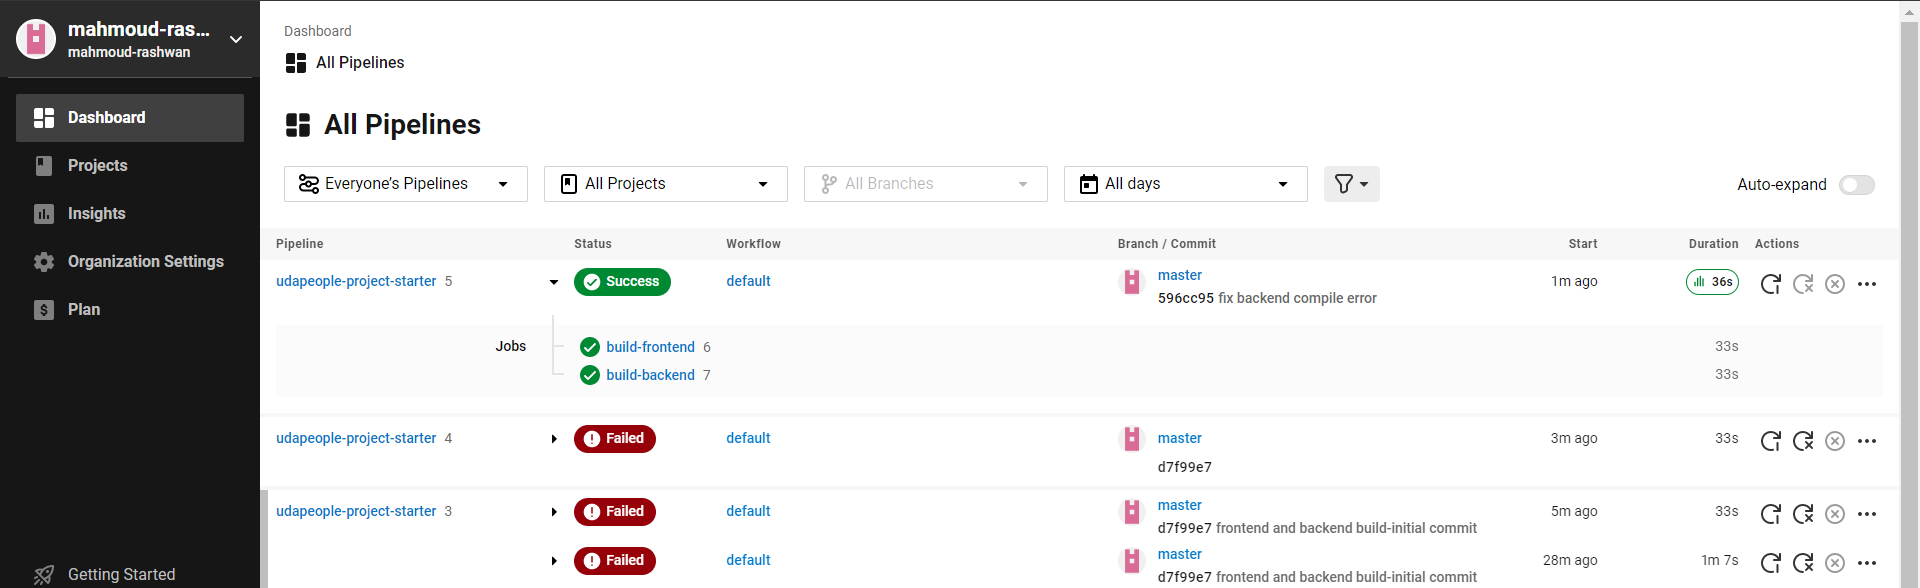 mahmoud-ras...
mahmoud-rashwan
Dashboard
Projects
Insights
Organization Settings
Plan
Getting Started
Dashboard
All Pipelines
All Pipelines
Everyone's Pipelines
All Projects
All Branches
All days
Auto-expand
Pipeline Status Workflow Branch / Commit Start Duration Actions
udapeople-project-starter 5 Success default master 1m ago 36s
596cc95 fix backend compile error
Jobs build-frontend 6 33s
build-backend 7 33s
udapeople-project-starter 4 Failed default master 3m ago 33s
d7f99e7
udapeople-project-starter 3 Failed default master 5m ago 33s
d7f99e7 frontend and backend build-initial commit
Failed default master 28m ago 1m 7s
d7f99e7 frontend and backend build-initial commit